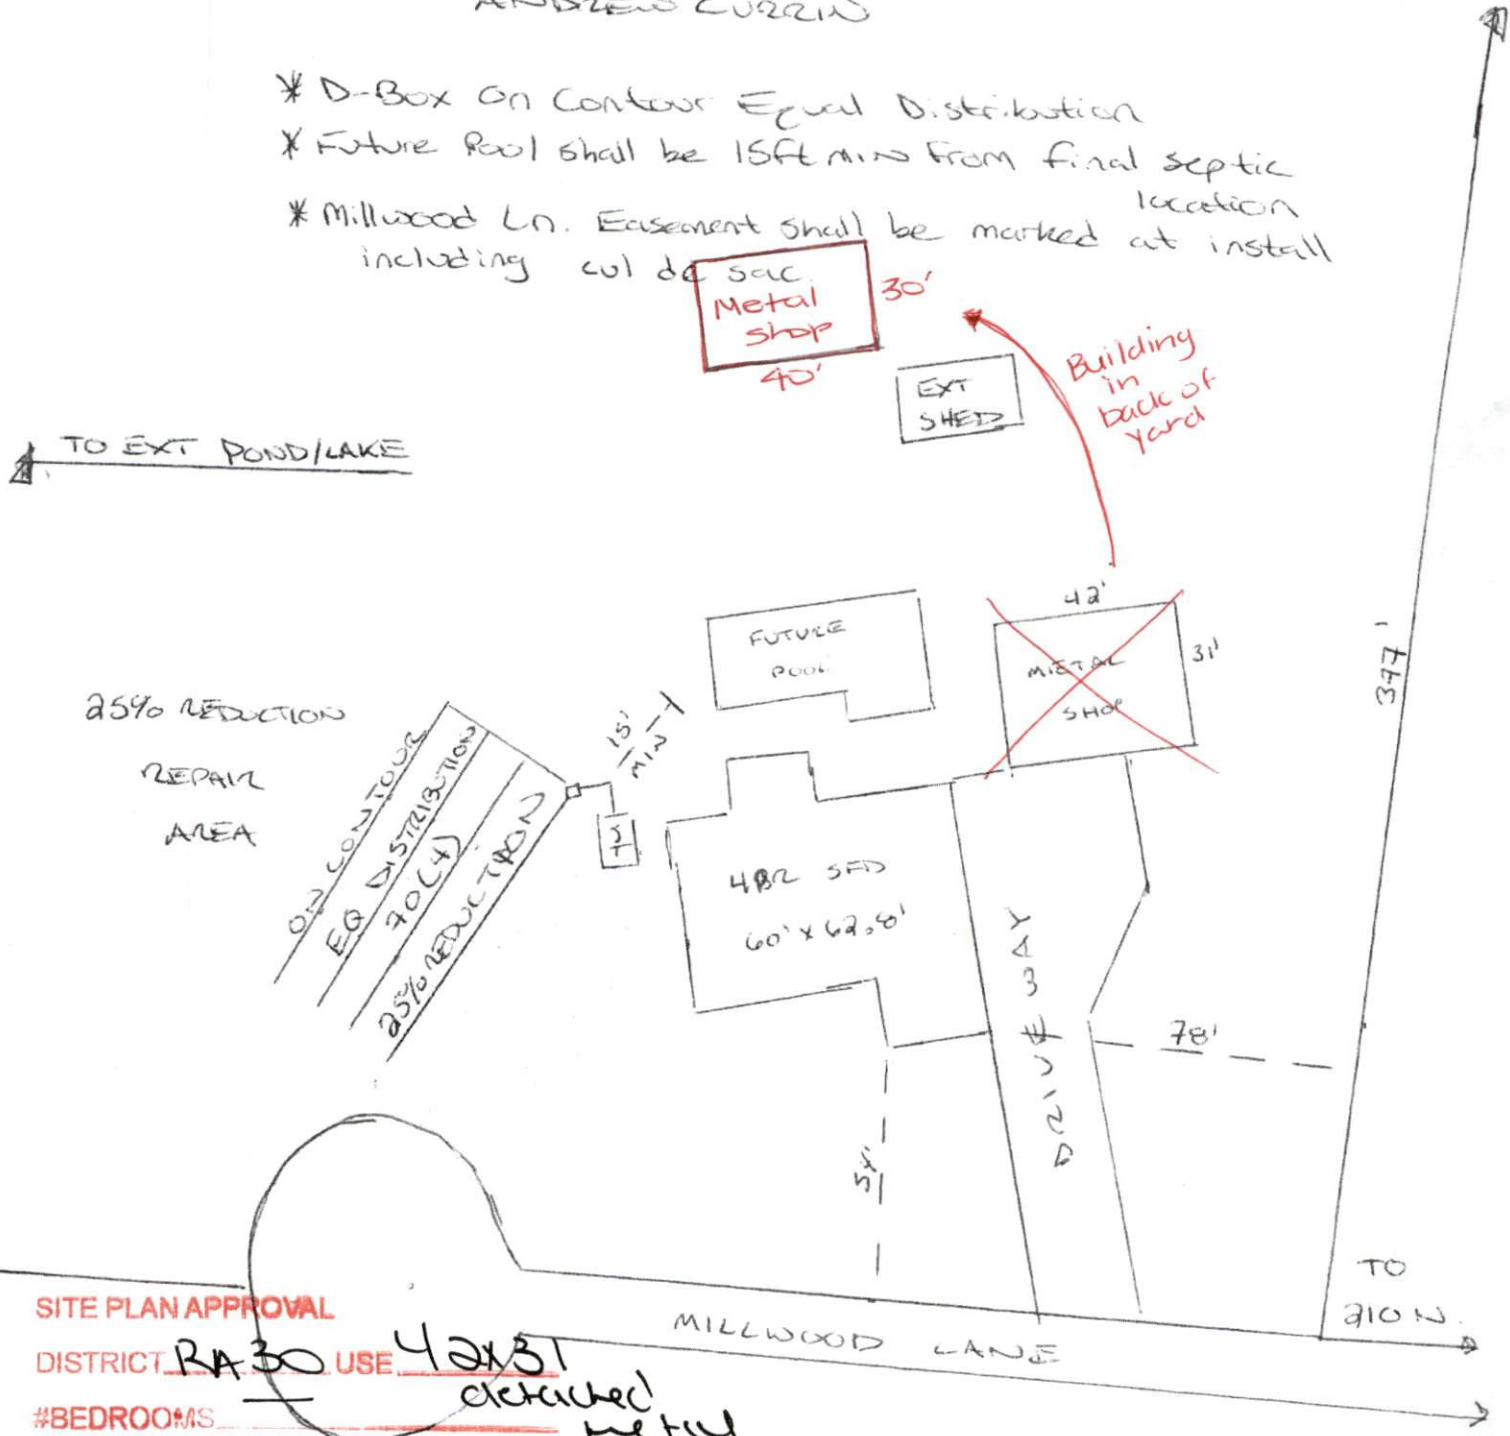 ANDREW CURRIN
* D-Box on Contour Equal Distribution
* Future Pool shall be 15ft min From final septic
location
* Millwood Ln. Easement shall be marked at install
including cul de sac
Metal
shop
30'
40'
Building
in
back of
yard
EXT
SHED
TO EXT POND/LAKE
42'
31'
METAL
SHOP
FUTURE
POOL
377'
15'
MIN
25% REDUCTION
REPAIR
AREA
ON CONTOUR
EQ DISTRIBUTION
70(4)
25% REDUCTION
ST
4BR SFD
60' x 62.8'
DRIVEWAY
78'
54'
TO
210 N.
MILLWOOD LANE
SITE PLAN APPROVAL
DISTRICT RA30 USE 42x31
detached
#BEDROOMS
metal